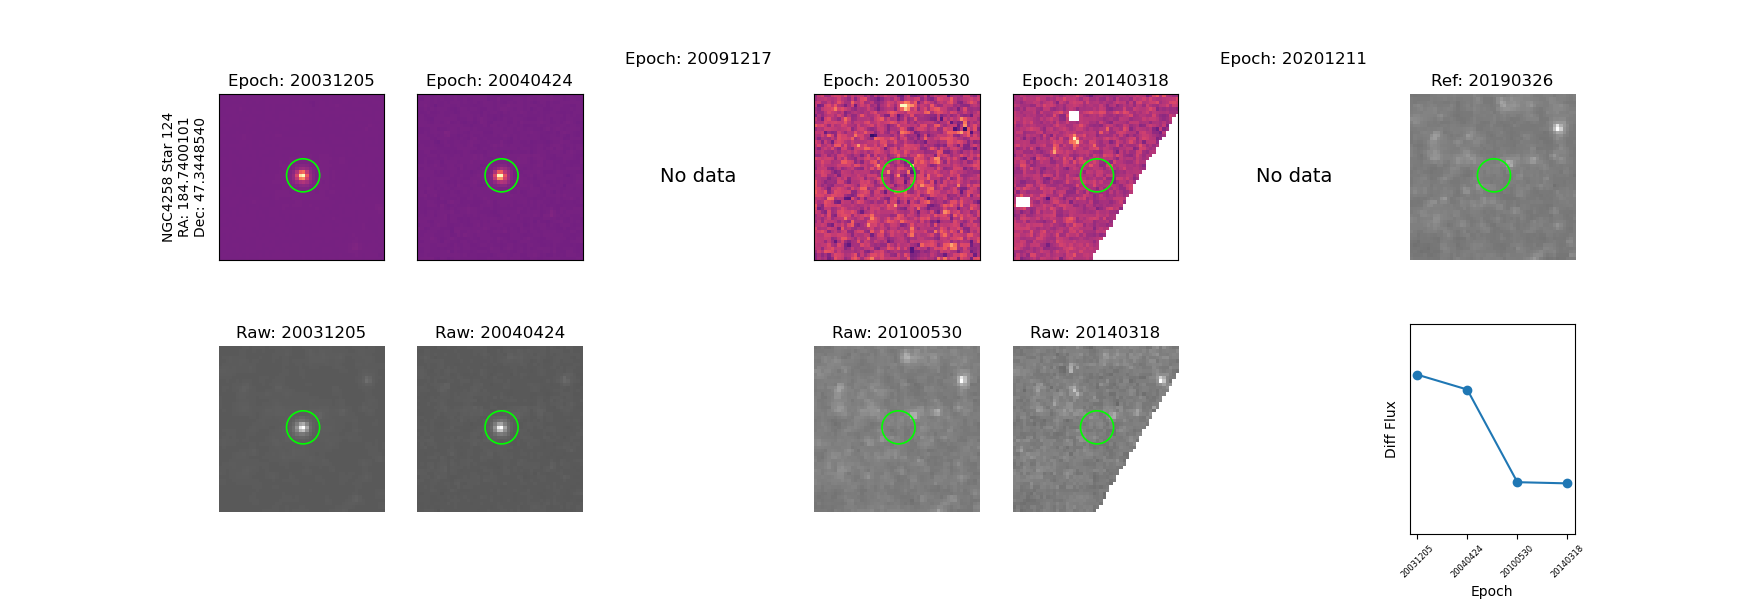 Epoch: 20091217
Epoch: 20201211
Epoch: 20031205
Epoch: 20040424
Epoch: 20100530
Epoch: 20140318
Ref: 20190326
NGC4258 Star 124
RA: 184.7400101
Dec: 47.3448540
No data
No data
Raw: 20031205
Raw: 20040424
Raw: 20100530
Raw: 20140318
Diff Flux
20031205
20040424
20100530
20140318
Epoch